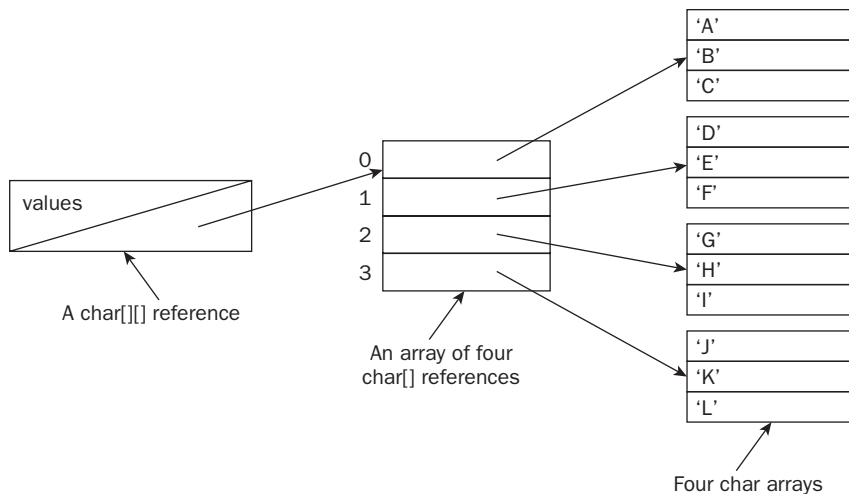 values
A char[][] reference
0
1
2
3
An array of four
char[] references
‘A’
‘B’
‘C’
‘D’
‘E’
‘F’
‘G’
‘H’
‘I’
‘J’
‘K’
‘L’
Four char arrays